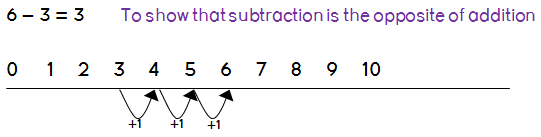 6 – 3 = 3 To show that subtraction is the opposite of addition
0 1 2 3 4 5 6 7 8 9 10
+1 +1 +1